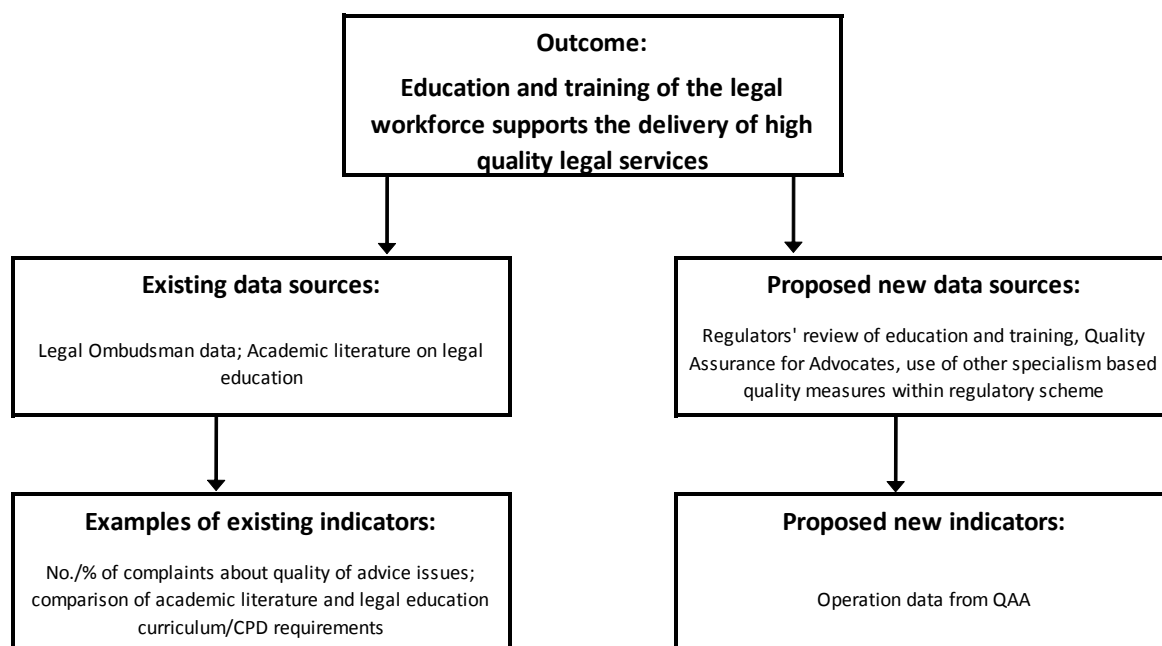 Outcome:
Education and training of the legal
workforce supports the delivery of high
quality legal services
Existing data sources:
Legal Ombudsman data; Academic literature on legal
education
Proposed new data sources:
Regulators' review of education and training, Quality
Assurance for Advocates, use of other specialism based
quality measures within regulatory scheme
Examples of existing indicators:
No./% of complaints about quality of advice issues;
comparison of academic literature and legal education
curriculum/CPD requirements
Proposed new indicators:
Operation data from QAA